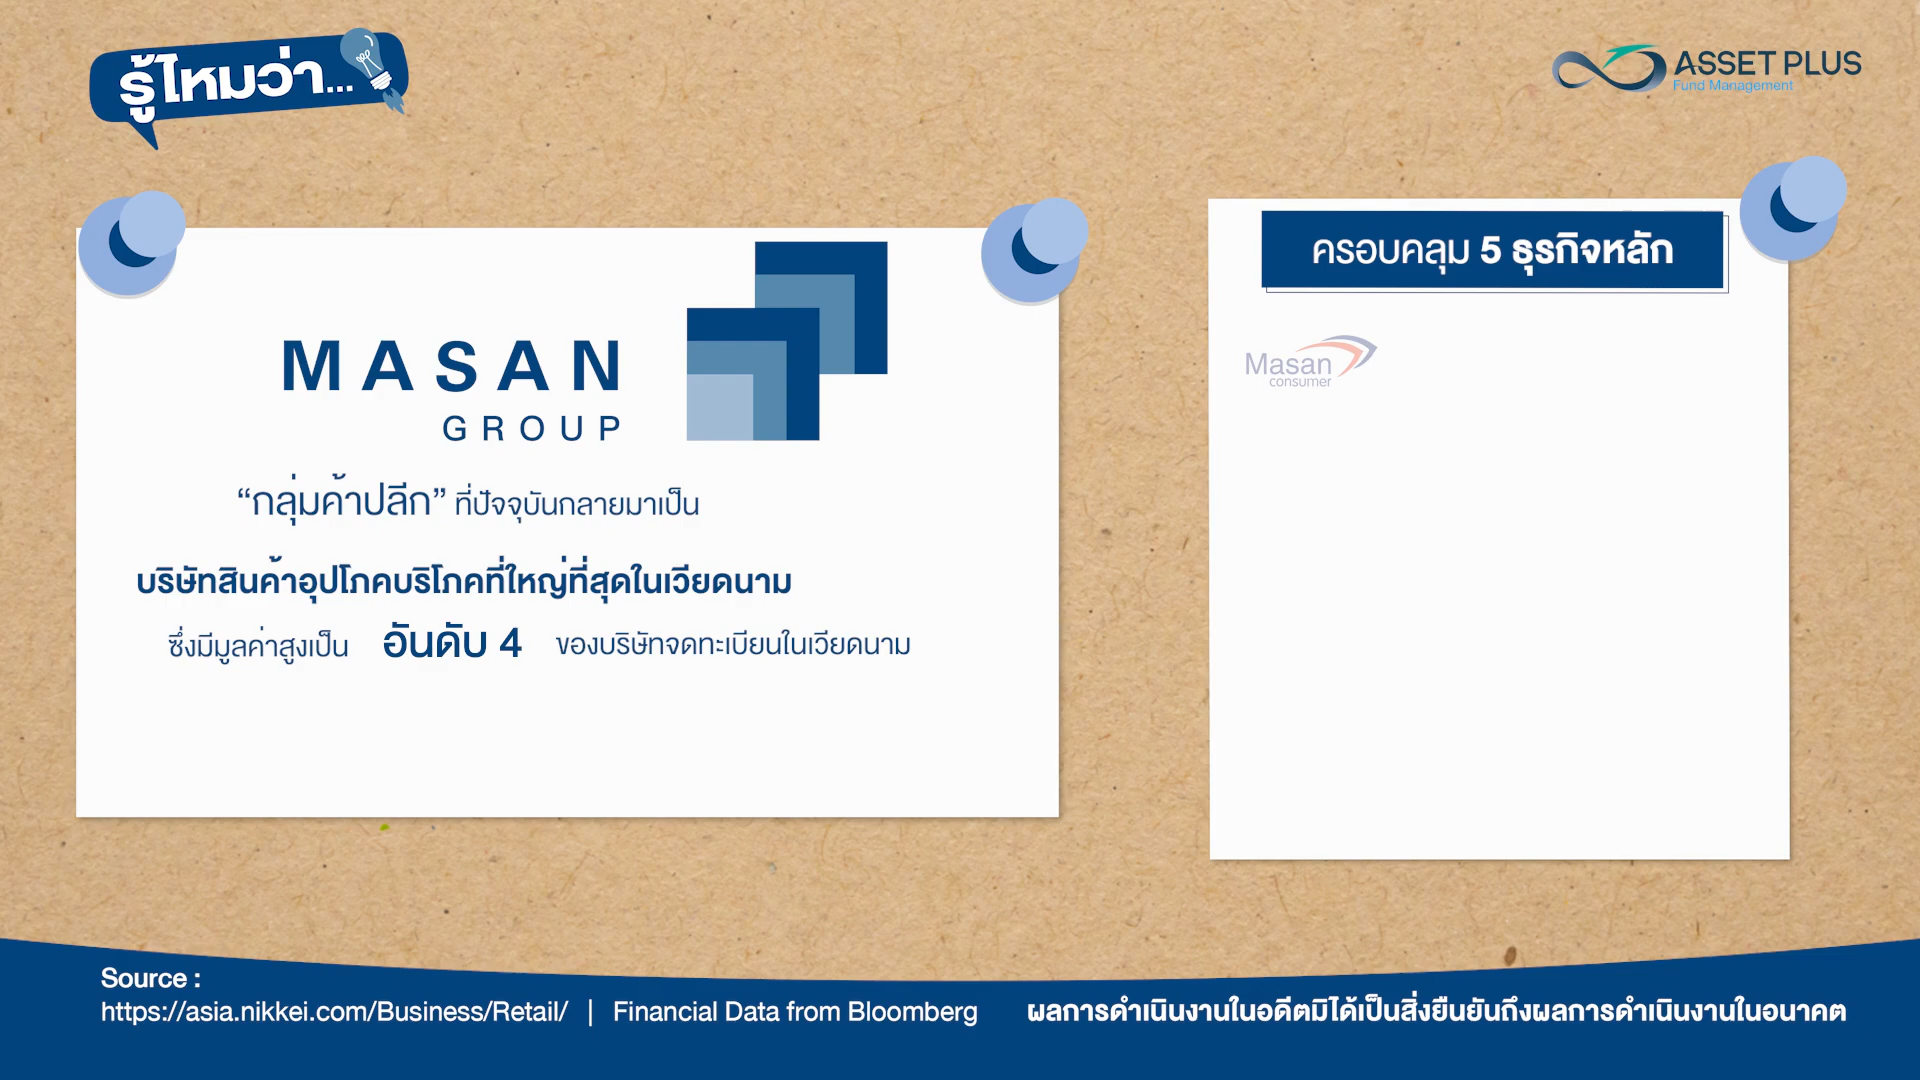 รู้ไหมว่า...
ASSET PLUS
Fund Management
MASAN
GROUP
“กลุ่มค้าปลีก” ที่ปัจจุบันกลายมาเป็น
บริษัทสินค้าอุปโภคบริโภคที่ใหญ่ที่สุดในเวียดนาม
ซึ่งมีมูลค่าสูงเป็น อันดับ 4 ของบริษัทจดทะเบียนในเวียดนาม
ครอบคลุม 5 ธุรกิจหลัก
Masan
consumer
Source :
https://asia.nikkei.com/Business/Retail/ | Financial Data from Bloomberg
ผลการดำเนินงานในอดีตมิได้เป็นสิ่งยืนยันถึงผลการดำเนินงานในอนาคต